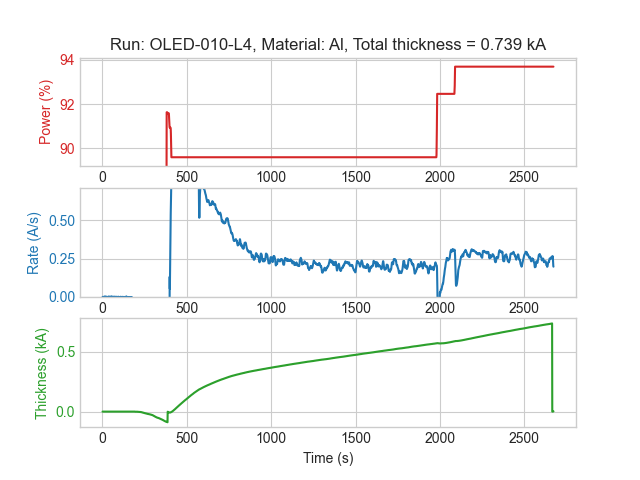 Run: OLED-010-L4, Material: Al, Total thickness = 0.739 kA
Power (%)
94
92
90
0 500 1000 1500 2000 2500
Rate (A/s)
0.50
0.25
0.00
0 500 1000 1500 2000 2500
Thickness (kA)
0.5
0.0
0 500 1000 1500 2000 2500
Time (s)